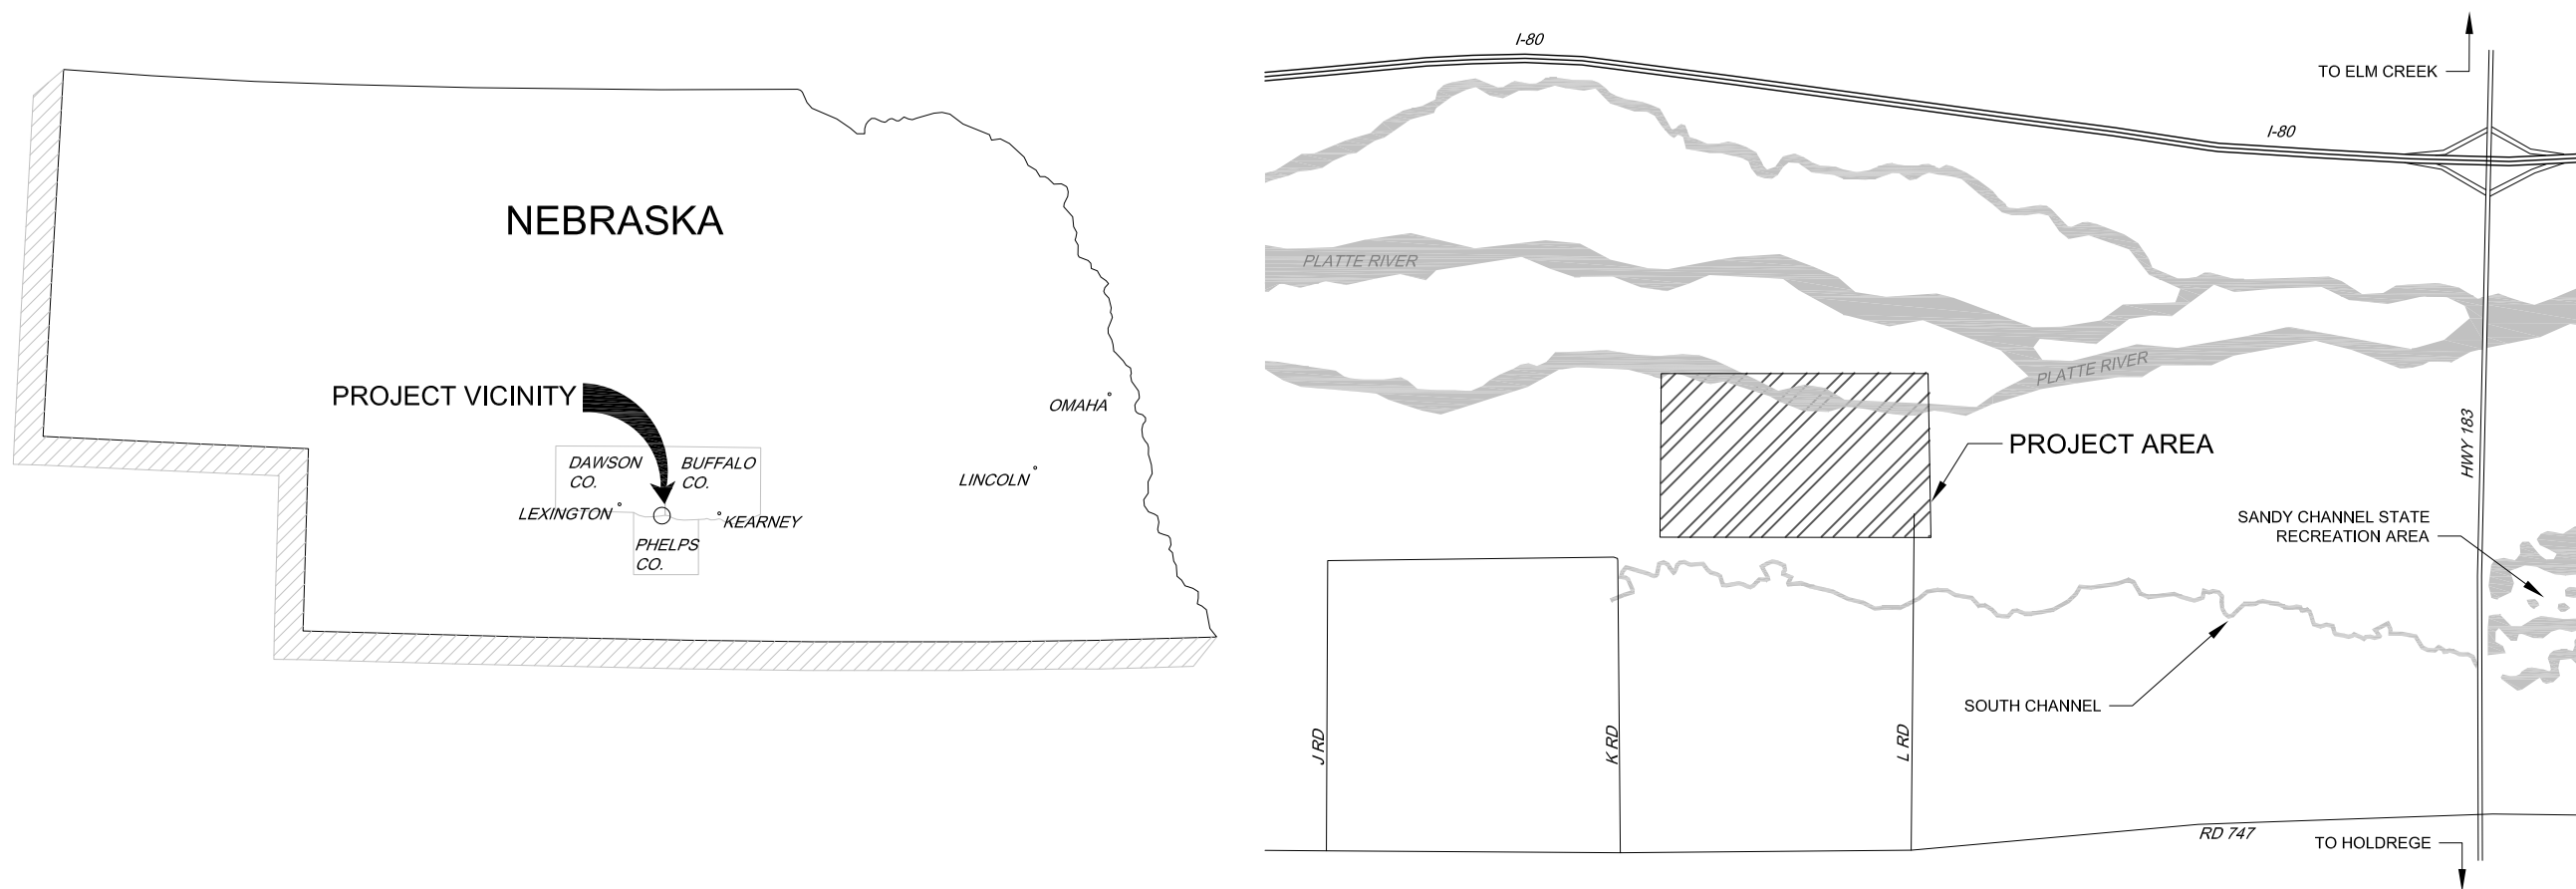 NEBRASKA
PROJECT VICINITY
OMAHA
LINCOLN
DAWSON
CO.
BUFFALO
CO.
LEXINGTON
KEARNEY
PHELPS
CO.
I-80
TO ELM CREEK
I-80
PLATTE RIVER
PLATTE RIVER
PROJECT AREA
HWY 183
SANDY CHANNEL STATE
RECREATION AREA
SOUTH CHANNEL
J RD
K RD
L RD
RD 747
TO HOLDREGE